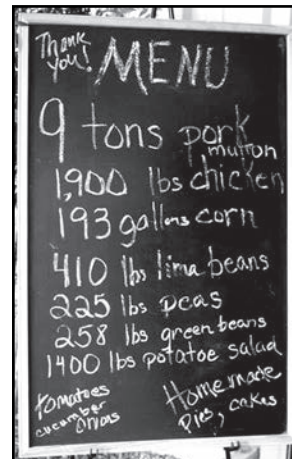 Thank you!
MENU
9 tons pork
mutton
1,900 lbs chicken
193 gallons corn
410 lbs lima beans
225 lbs peas
258 lbs green beans
1400 lbs potatoe salad
tomatoes
cucumber
onions
Homemade
pies, cakes